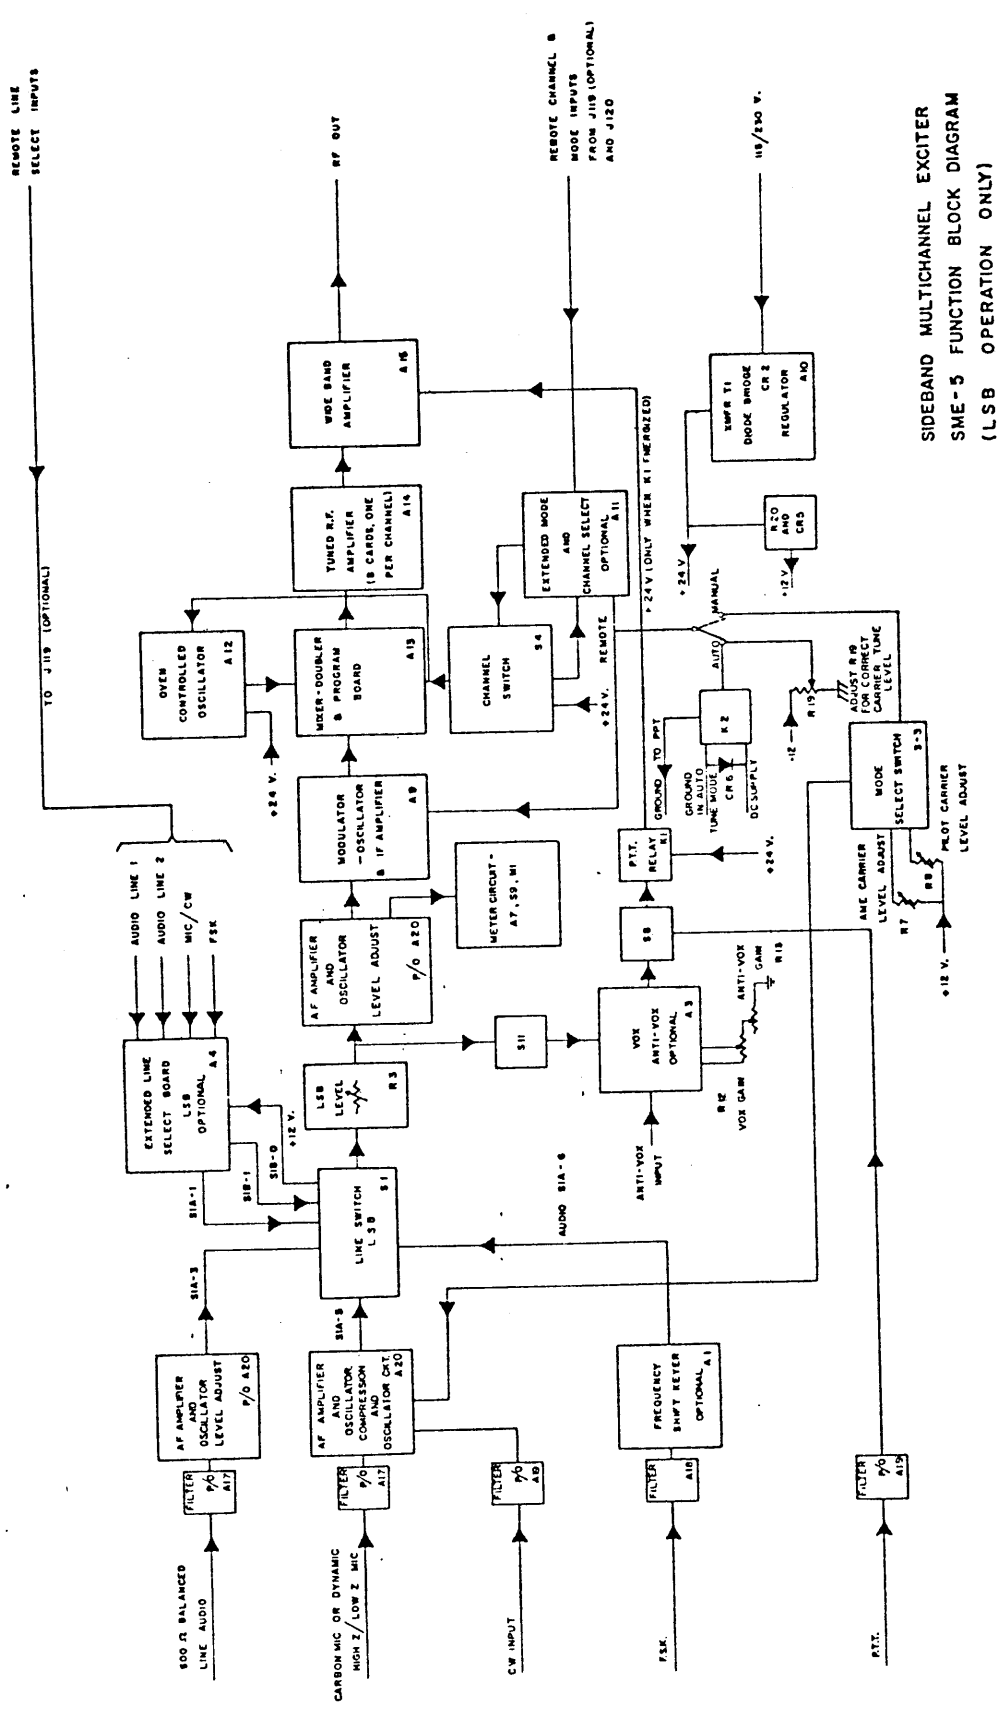 REMOTE LINE
SELECT INPUTS
TO J119 (OPTIONAL)
AUDIO LINE 1
AUDIO LINE 2
MIC/CW
FSK
EXTENDED LINE
SELECT BOARD
LSB
OPTIONAL
A4
S1A-1
S1B-1
S1B-0
+12 V.
600 Ω BALANCED
LINE AUDIO
FILTER
P/O
A17
AF AMPLIFIER
AND
OSCILLATOR
LEVEL ADJUST
P/O A20
S1A-3
CARBON MIC OR DYNAMIC
HIGH Z/LOW Z MIC
FILTER
P/O
A17
AF AMPLIFIER
AND
OSCILLATOR,
COMPRESSION
AND
OSCILLATOR CKT.
A20
S1A-5
LINE SWITCH
LSB
S1
LSB
LEVEL
R3
AF AMPLIFIER
AND
OSCILLATOR
LEVEL ADJUST
P/O A20
METER CIRCUIT-
A7, S9, M1
MODULATOR
-OSCILLATOR
& IF AMPLIFIER
A9
OVEN
CONTROLLED
OSCILLATOR
A12
+24 V.
MIXER-DOUBLER
& PROGRAM
BOARD
A13
TUNED R.F.
AMPLIFIER
(8 CARDS, ONE
PER CHANNEL)
A14
WIDE BAND
AMPLIFIER
A15
RF OUT
CHANNEL
SWITCH
S4
+24V.
EXTENDED MODE
AND
CHANNEL SELECT
OPTIONAL
A11
REMOTE
REMOTE CHANNEL &
MODE INPUTS
FROM J119 (OPTIONAL)
AND J120
+24V (ONLY WHEN K1 ENERGIZED)
CW INPUT
FILTER
P/O
A19
AUDIO S1A-6
S11
VOX
ANTI-VOX
OPTIONAL
A3
ANTI-VOX
INPUT
R12
VOX GAIN
ANTI-VOX
GAIN
R13
S8
P.T.T.
RELAY
K1
+24V.
GROUND TO PPT
GROUND
IN AUTO
TUNE MODE
CR6
DC SUPPLY
K2
AUTO
MANUAL
-12
R19
ADJUST R19
FOR CORRECT
CARRIER TUNE
LEVEL
XMFR T1
DIODE BRIDGE
CR2
REGULATOR
A10
115/230 V.
+24 V
R20
AND
CR5
+12 V.
F.S.K.
FILTER
A18
FREQUENCY
SHIFT KEYER
OPTIONAL
A1
MODE
SELECT SWITCH
S-3
AME CARRIER
LEVEL ADJUST
R7
R8
PILOT CARRIER
LEVEL ADJUST
+12 V.
P.T.T.
FILTER
P/O
A19
SIDEBAND MULTICHANNEL EXCITER
SME-5 FUNCTION BLOCK DIAGRAM
(LSB OPERATION ONLY)